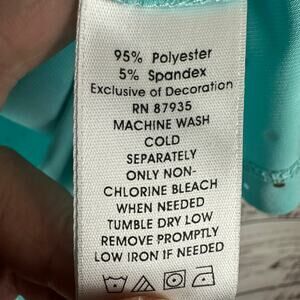 95% Polyester
5% Spandex
Exclusive of Decoration
RN 87935
MACHINE WASH
COLD
SEPARATELY
ONLY NON-
CHLORINE BLEACH
WHEN NEEDED
TUMBLE DRY LOW
REMOVE PROMPTLY
LOW IRON IF NEEDED